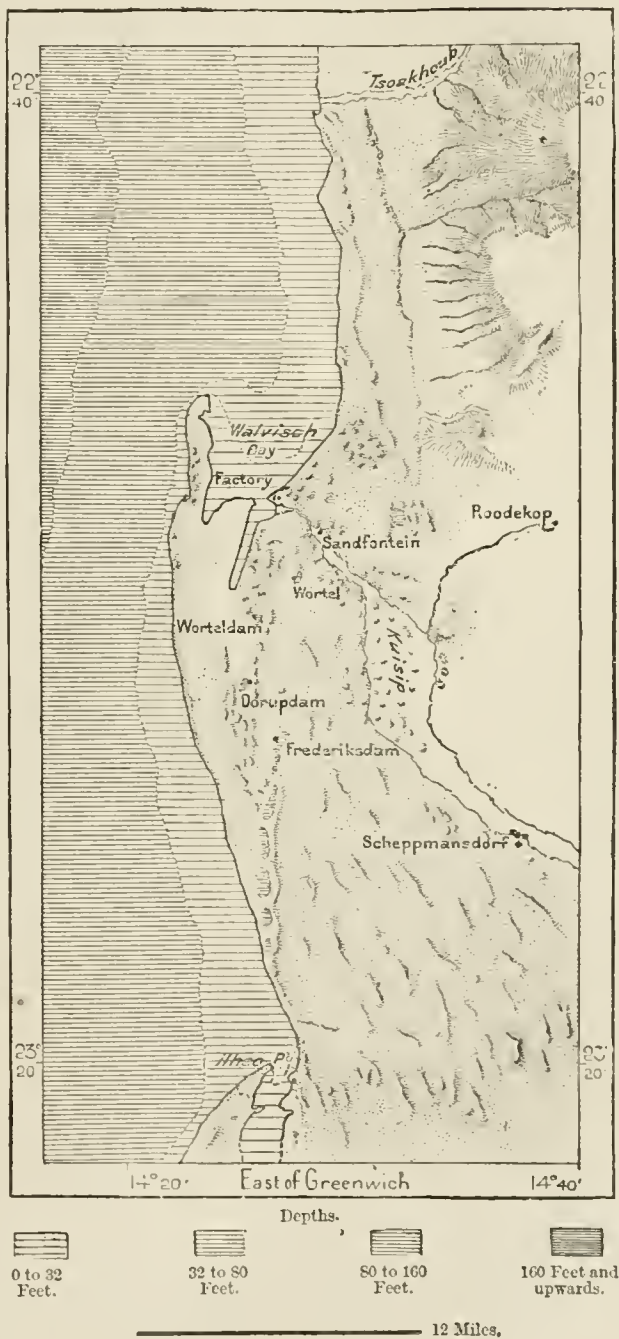 Tsoakhoub
22°
40'
22°
40'
Walvisch
Bay
Factory
Roodekop
Sandfontein
Wortel
Worteldam
Kuisip
Dorupdam
Frederiksdam
Scheppmansdorf
23°
20'
23°
20'
Ilheo Pt
14°20'
East of Greenwich
14°40'
Depths.
0 to 32
Feet.
32 to 80
Feet.
80 to 160
Feet.
160 Feet and
upwards.
12 Miles.